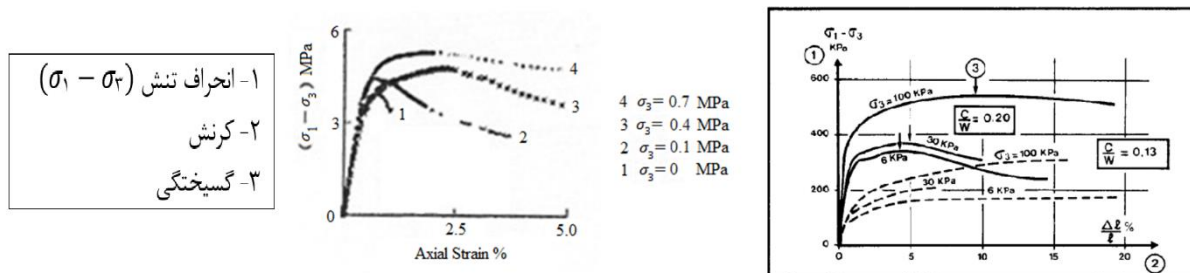 ۱- انحراف تنش (σ۱ − σ۳)
۲- کرنش
۳- گسیختگی
(σ₁ − σ₃) MPa
6
3
0
2.5
5.0
Axial Strain %
4
3
1
2
4 σ₃= 0.7 MPa
3 σ₃= 0.4 MPa
2 σ₃= 0.1 MPa
1 σ₃= 0 MPa
σ₁ - σ₃
① KPa
③
600
400
200
0
σ₃=100 KPa
C/W = 0.20
30 KPa
6 KPa
σ₃=100 KPa
C/W = 0.13
30 KPa
6 KPa
0 5 10 15 20
Δℓ/ℓ %
②